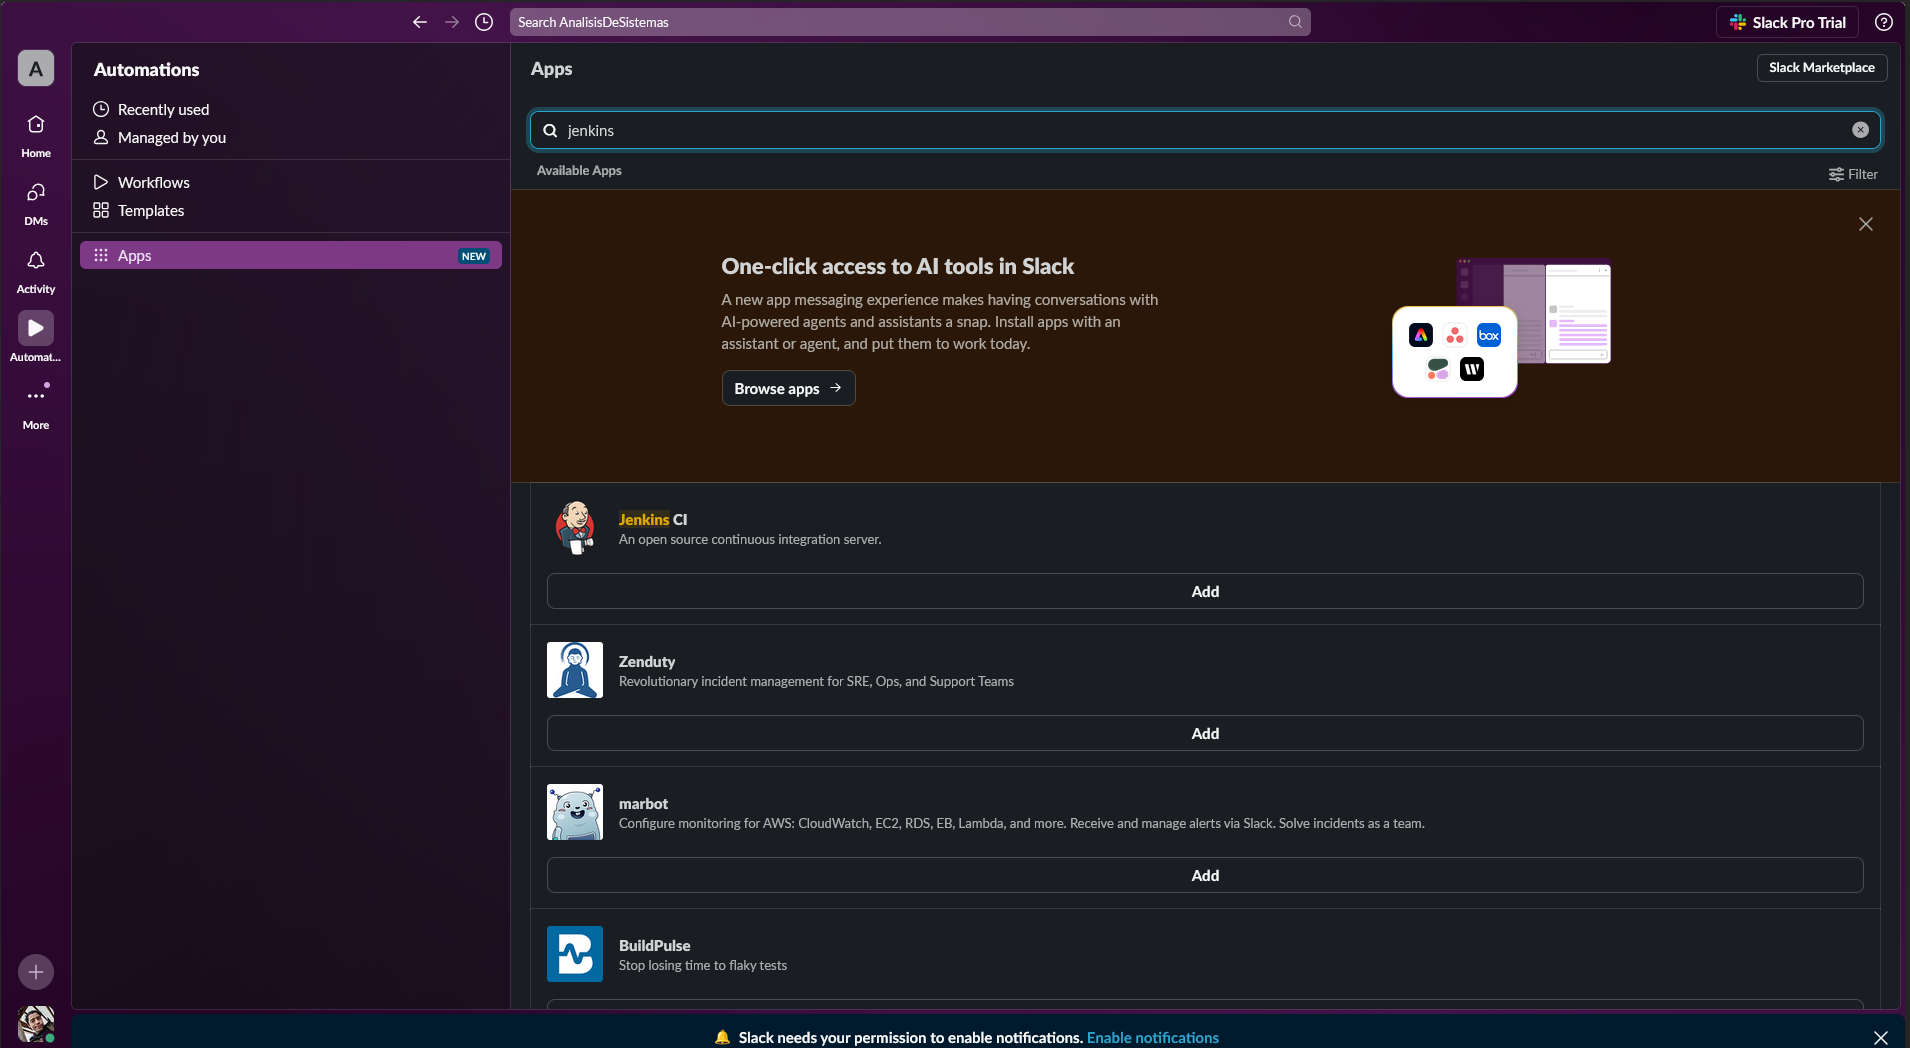 Search AnalisisDeSistemas
Slack Pro Trial
A
Home
DMs
Activity
Automat...
More
Automations
Recently used
Managed by you
Workflows
Templates
Apps
NEW
Apps
Slack Marketplace
jenkins
Available Apps
Filter
One-click access to AI tools in Slack
A new app messaging experience makes having conversations with
AI-powered agents and assistants a snap. Install apps with an
assistant or agent, and put them to work today.
Browse apps
box
Jenkins CI
An open source continuous integration server.
Add
Zenduty
Revolutionary incident management for SRE, Ops, and Support Teams
Add
marbot
Configure monitoring for AWS: CloudWatch, EC2, RDS, EB, Lambda, and more. Receive and manage alerts via Slack. Solve incidents as a team.
Add
BuildPulse
Stop losing time to flaky tests
Slack needs your permission to enable notifications. Enable notifications